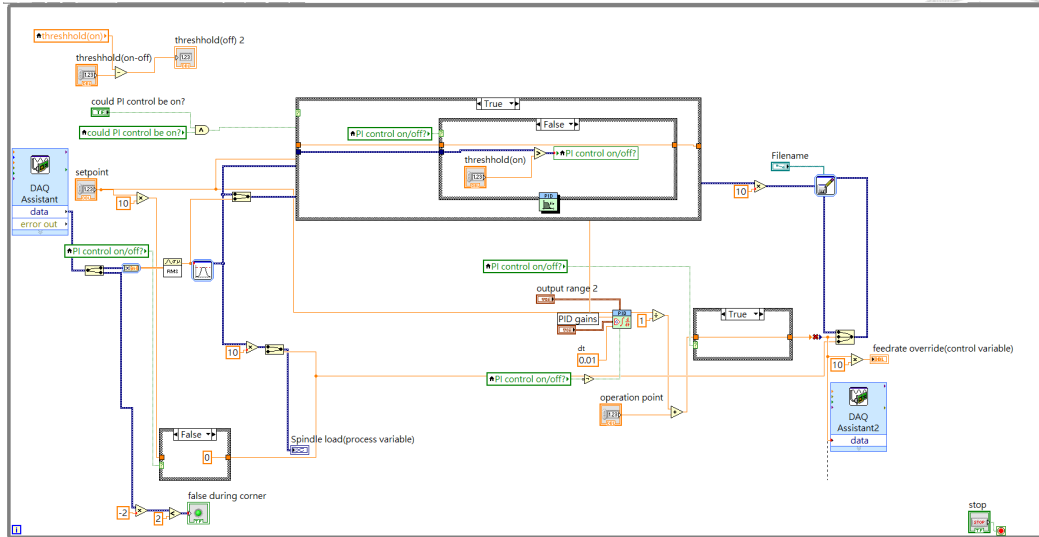 threshhold(on)
threshhold(off) 2
threshhold(on-off)
could PI control be on?
could PI control be on?
True
PI control on/off?
False
PI control on/off?
threshhold(on)
PID
DAQ
Assistant
data
error out
setpoint
10
PI control on/off?
RMS
Filename
10
PI control on/off?
output range 2
PID
PID gains
1
dt
0.01
True
10
feedrate override(control variable)
PI control on/off?
operation point
DAQ
Assistant2
data
10
Spindle load(process variable)
False
0
false during corner
-2
2
stop
STOP
i